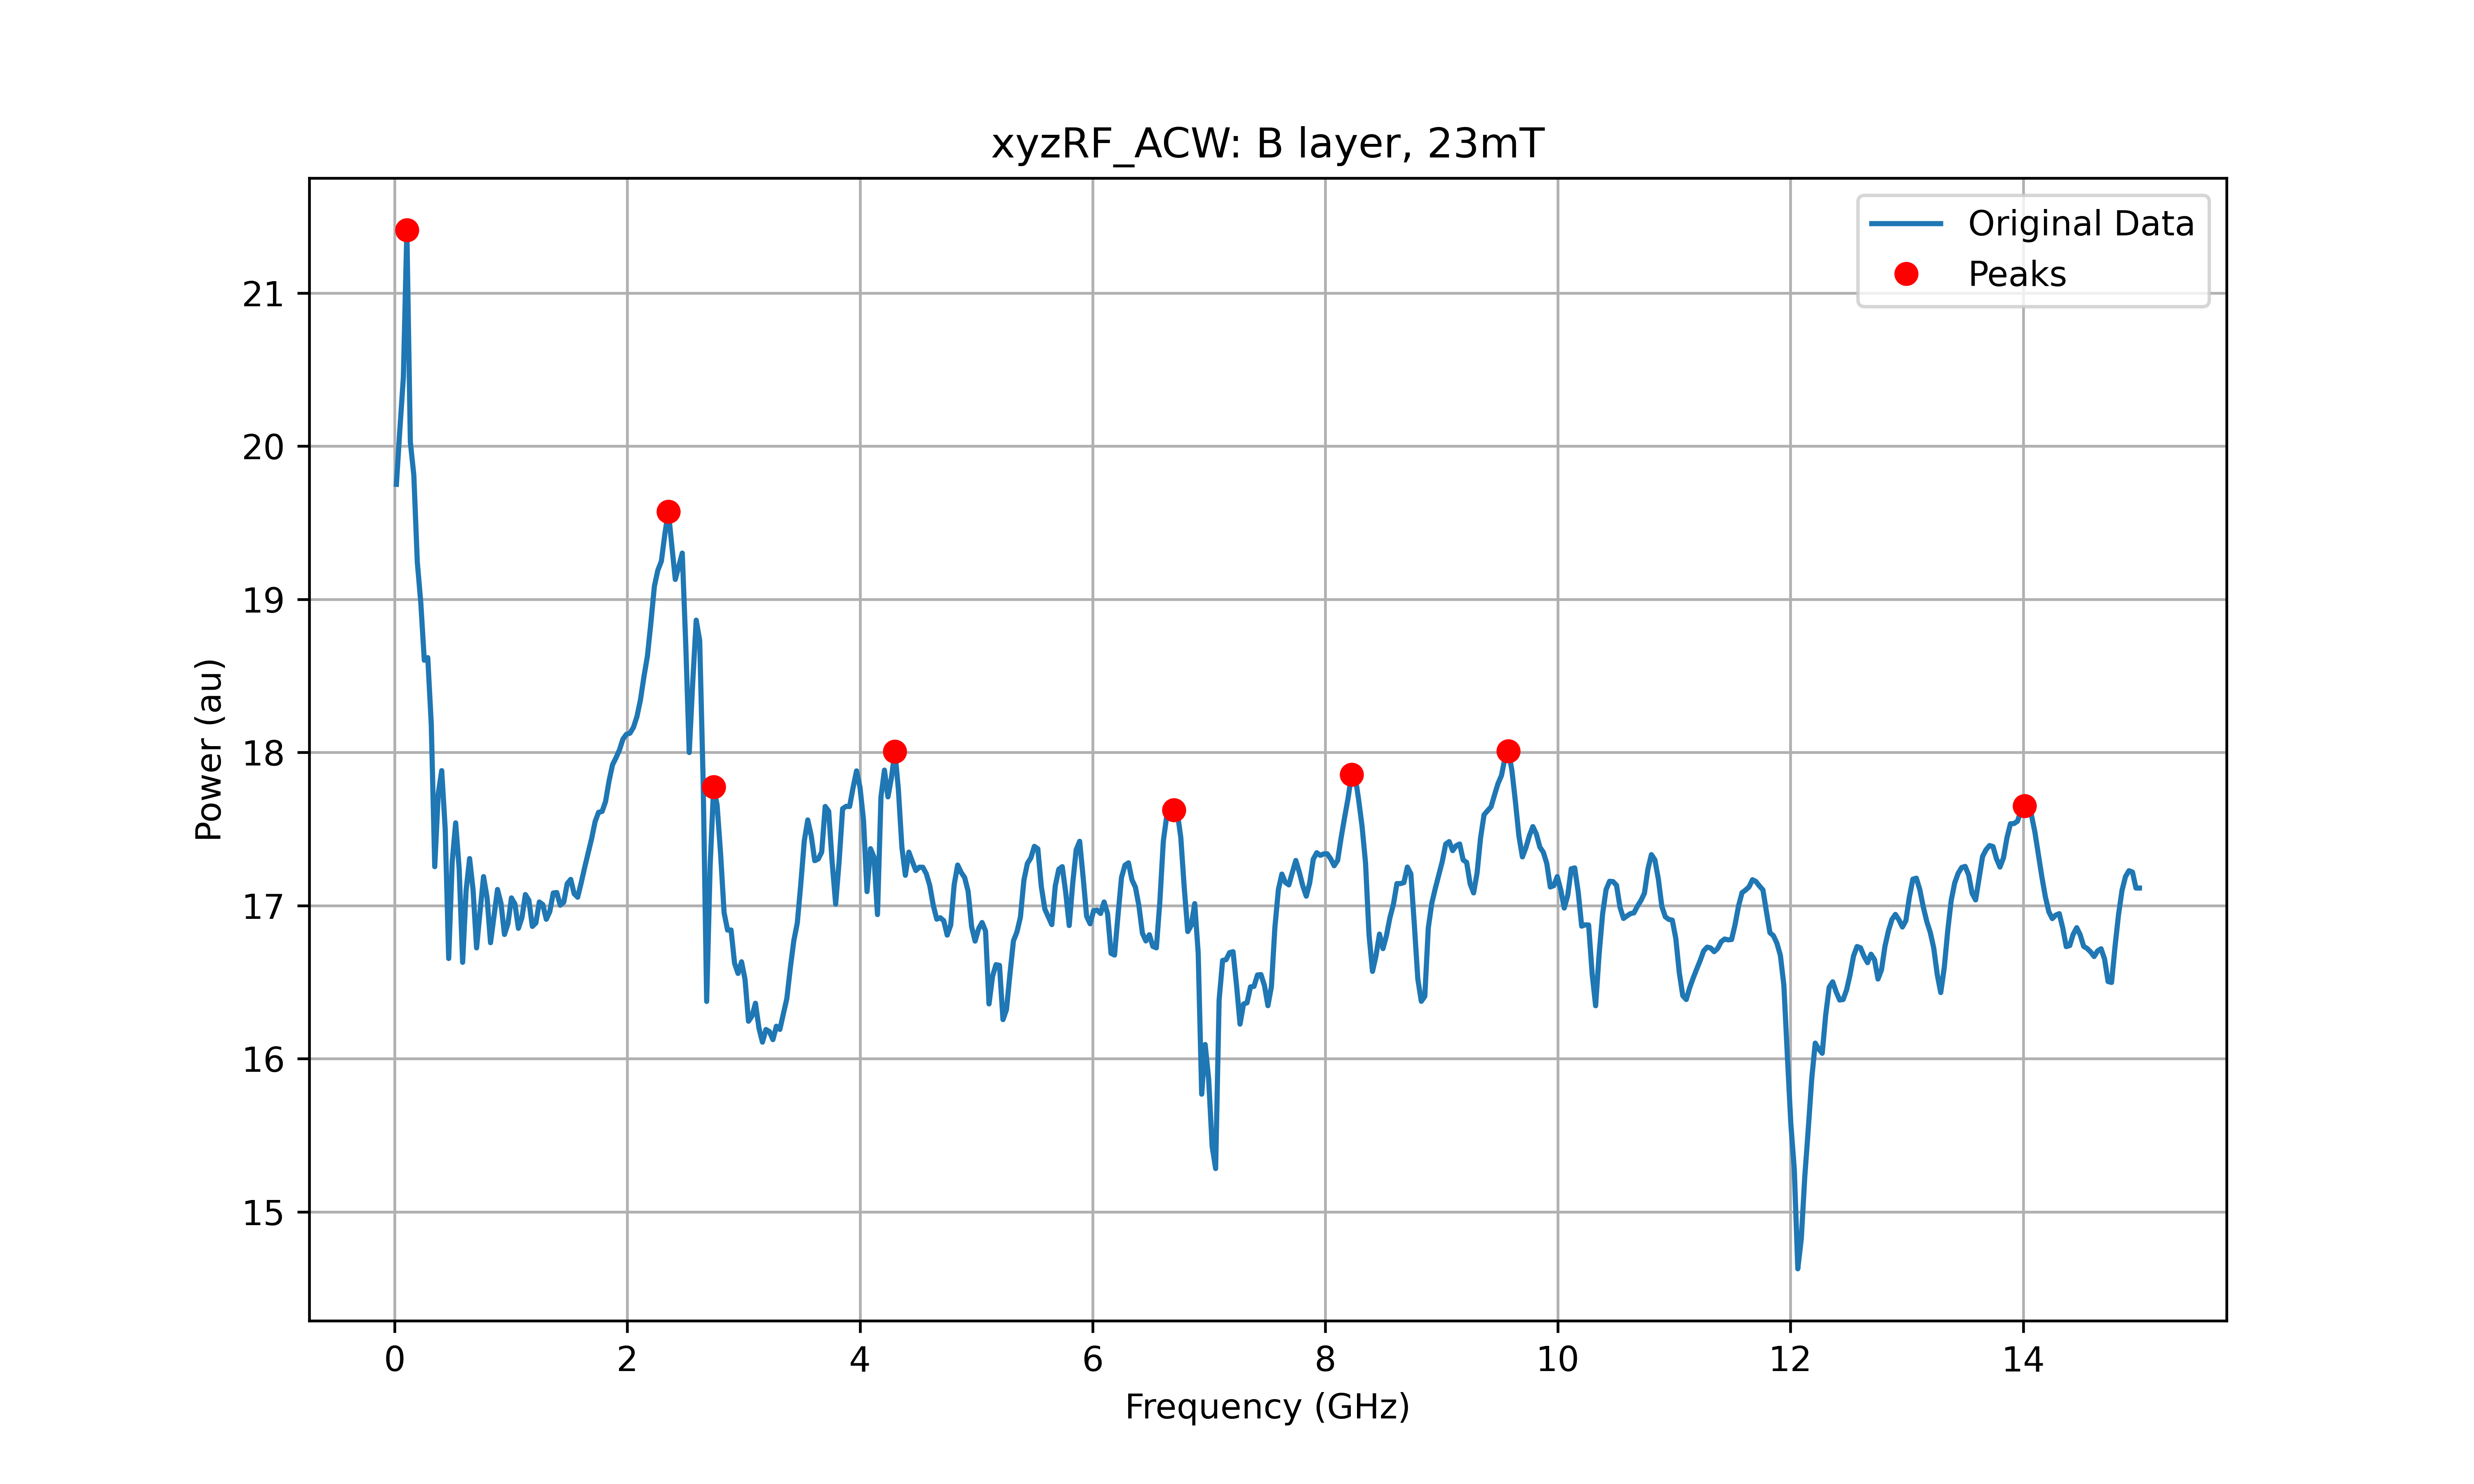 xyzRF_ACW: B layer, 23mT
Original Data
Peaks
21
20
19
18
17
16
15
Power (au)
0 2 4 6 8 10 12 14
Frequency (GHz)